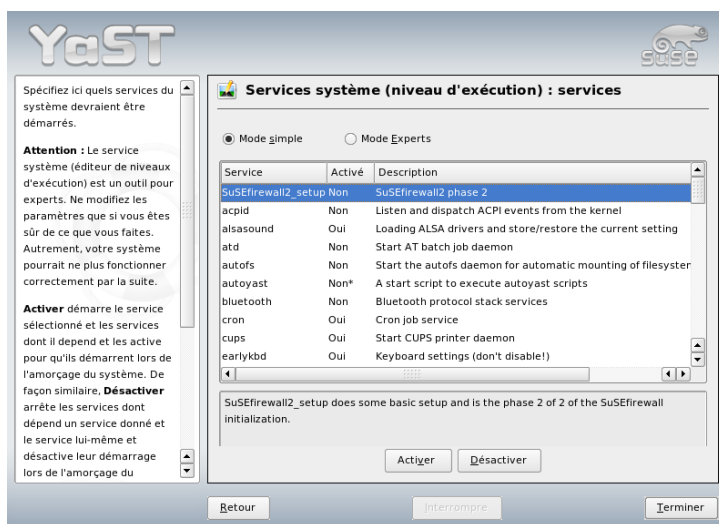 YaST
suse
Spécifiez ici quels services du
système devraient être
démarrés.
Attention : Le service
système (éditeur de niveaux
d'exécution) est un outil pour
experts. Ne modifiez les
paramètres que si vous êtes
sûr de ce que vous faites.
Autrement, votre système
pourrait ne plus fonctionner
correctement par la suite.
Activer démarre le service
sélectionné et les services
dont il depend et les active
pour qu'ils démarrent lors de
l'amorçage du système. De
façon similaire, Désactiver
arrête les services dont
dépend un service donné et
le service lui-même et
désactive leur démarrage
lors de l'amorçage du
Services système (niveau d'exécution) : services
Mode simple Mode Experts
Service Activé Description
SuSEfirewall2_setup Non SuSEfirewall2 phase 2
acpid Non Listen and dispatch ACPI events from the kernel
alsasound Oui Loading ALSA drivers and store/restore the current setting
atd Non Start AT batch job daemon
autofs Non Start the autofs daemon for automatic mounting of filesyster
autoyast Non* A start script to execute autoyast scripts
bluetooth Non Bluetooth protocol stack services
cron Oui Cron job service
cups Oui Start CUPS printer daemon
earlykbd Oui Keyboard settings (don't disable!)
SuSEfirewall2_setup does some basic setup and is the phase 2 of 2 of the SuSEfirewall
initialization.
Activer Désactiver
Retour Interrompre Terminer